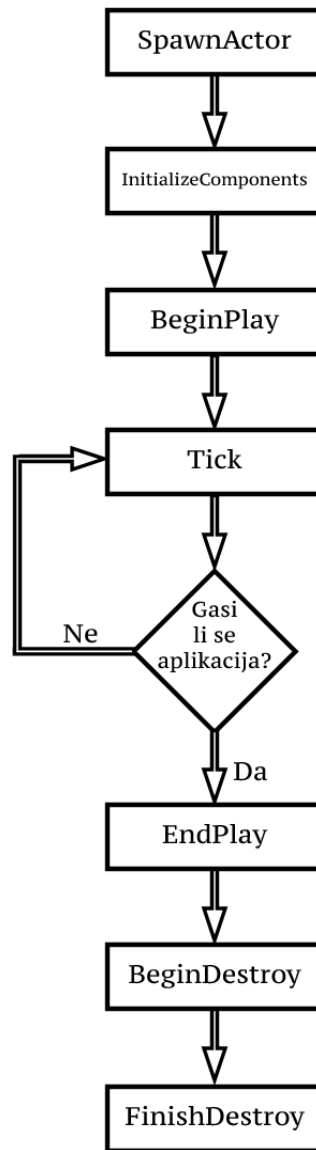 SpawnActor
InitializeComponents
BeginPlay
Tick
Gasi
li se
aplikacija?
Ne
Da
EndPlay
BeginDestroy
FinishDestroy